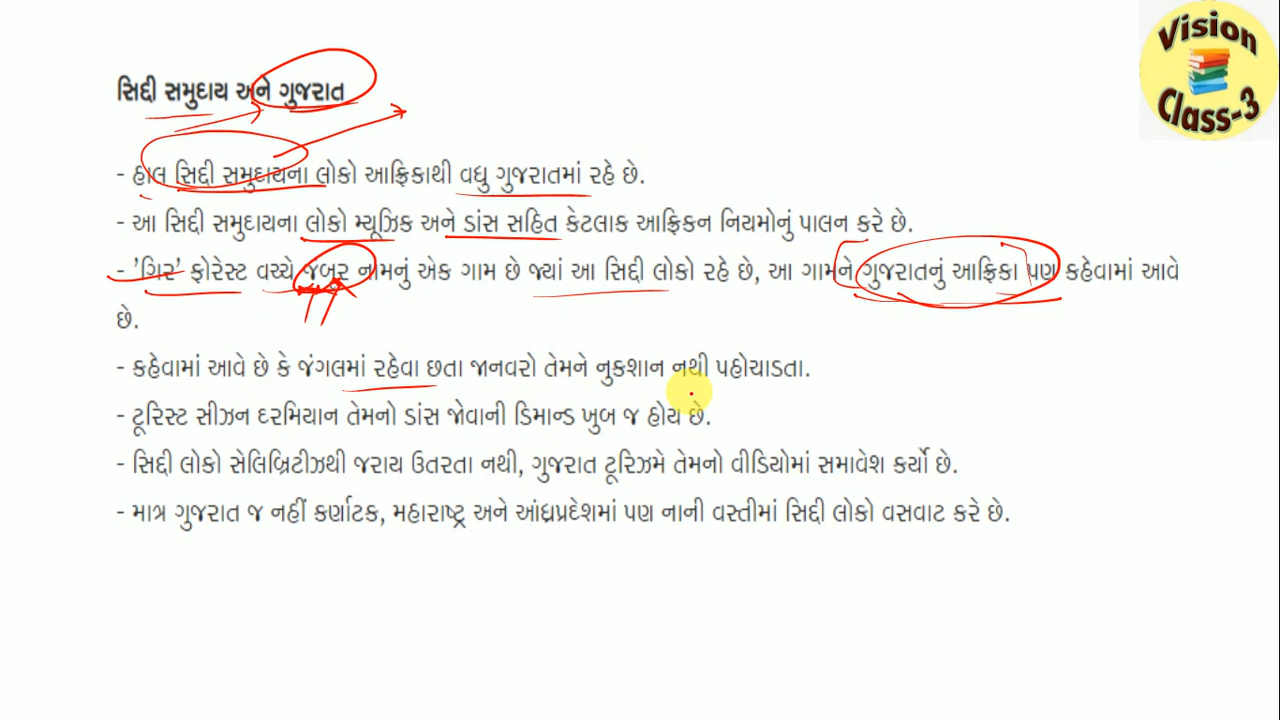 Vision
Class-3
સિદ્દી સમુદાય અને ગુજરાત
- હાલ સિદ્દી સમુદાયના લોકો આફ્રિકાથી વધુ ગુજરાતમાં રહે છે.
- આ સિદ્દી સમુદાયના લોકો મ્યૂઝિક અને ડાંસ સહિત કેટલાક આફ્રિકન નિયમોનું પાલન કરે છે.
- 'ગિર' ફોરેસ્ટ વચ્ચે જંબર નામનું એક ગામ છે જ્યાં આ સિદ્દી લોકો રહે છે, આ ગામને ગુજરાતનું આફ્રિકા પણ કહેવામાં આવે
છે.
- કહેવામાં આવે છે કે જંગલમાં રહેવા છતા જાનવરો તેમને નુકશાન નથી પહોચાડતા.
- ટૂરિસ્ટ સીઝન દરમિયાન તેમનો ડાંસ જોવાની ડિમાન્ડ ખુબ જ હોય છે.
- સિદ્દી લોકો સેલિબ્રિટીઝથી જરાય ઉતરતા નથી, ગુજરાત ટૂરિઝમે તેમનો વીડિયોમાં સમાવેશ કર્યો છે.
- માત્ર ગુજરાત જ નહીં કર્ણાટક, મહારાષ્ટ્ર અને આંધ્રપ્રદેશમાં પણ નાની વસ્તીમાં સિદ્દી લોકો વસવાટ કરે છે.